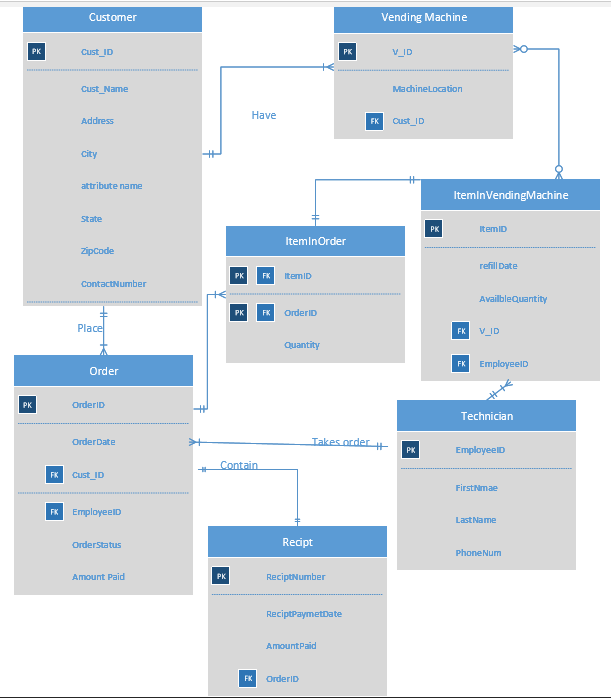 Customer
PK Cust_ID
Cust_Name
Address
City
attribute name
State
ZipCode
ContactNumber
Have
Vending Machine
PK V_ID
MachineLocation
FK Cust_ID
ItemInVendingMachine
PK ItemID
refillDate
AvailbleQuantity
FK V_ID
FK EmployeeID
ItemInOrder
PK FK ItemID
PK FK OrderID
Quantity
Place
Order
PK OrderID
OrderDate
FK Cust_ID
FK EmployeeID
OrderStatus
Amount Paid
Takes order
Contain
Technician
PK EmployeeID
FirstNmae
LastName
PhoneNum
Recipt
PK ReciptNumber
ReciptPaymetDate
AmountPaid
FK OrderID